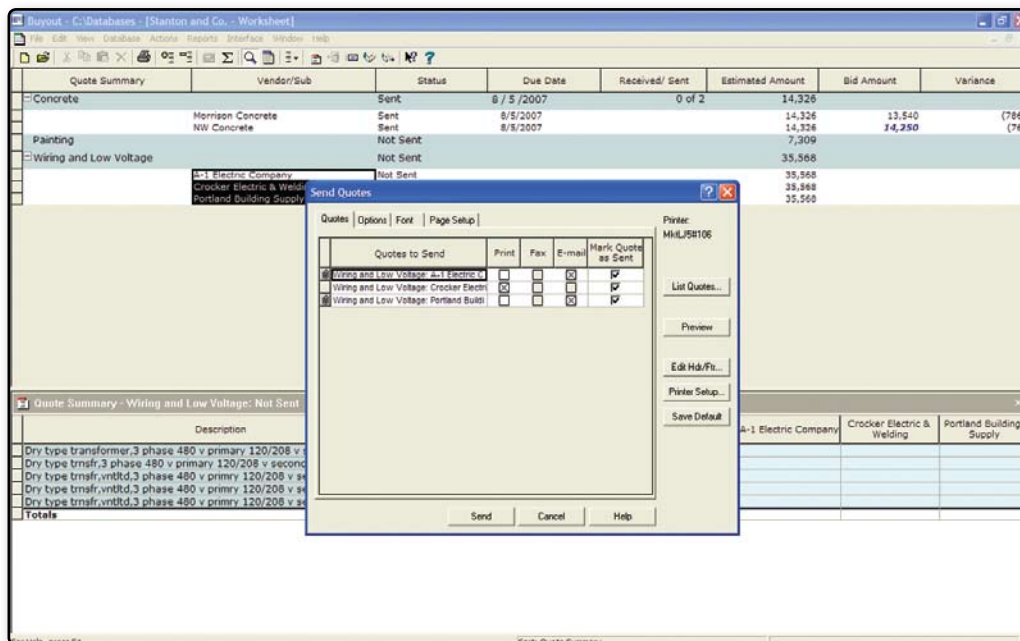 Buyout - C:\Databases - [Stanton and Co. - Worksheet]
File Edit View Database Actions Reports Interface Window Help
Quote Summary Vendor/Sub Status Due Date Received/ Sent Estimated Amount Bid Amount Variance
Concrete Sent 8 / 5 /2007 0 of 2 14,326
Morrison Concrete Sent 8/5/2007 14,326 13,540 (786
NW Concrete Sent 8/5/2007 14,326 14,250 (76
Painting Not Sent 7,309
Wiring and Low Voltage Not Sent 35,568
A-1 Electric Company Not Sent 35,568
Crocker Electric & Weldi 35,568
Portland Building Supply 35,568
Send Quotes
Quotes Options Font Page Setup
Printer:
MktLJ5#106
Quotes to Send Print Fax E-mail Mark Quote as Sent
Wiring and Low Voltage: A-1 Electric C
Wiring and Low Voltage: Crocker Electri
Wiring and Low Voltage: Portland Buildi
List Quotes...
Preview
Edit Hdr/Ftr...
Printer Setup...
Save Default
Send Cancel Help
Quote Summary - Wiring and Low Voltage: Not Sent
Description A-1 Electric Company Crocker Electric & Welding Portland Building Supply
Dry type transformer,3 phase 480 v primary 120/208 v s
Dry type trnsfr,3 phase 480 v primary 120/208 v second
Dry type trnsfr,vntltd,3 phase 480 v primry 120/208 v se
Dry type trnsfr,vntltd,3 phase 480 v primry 120/208 v se
Dry type trnsfr,vntltd,3 phase 480 v primry 120/208 v se
Totals